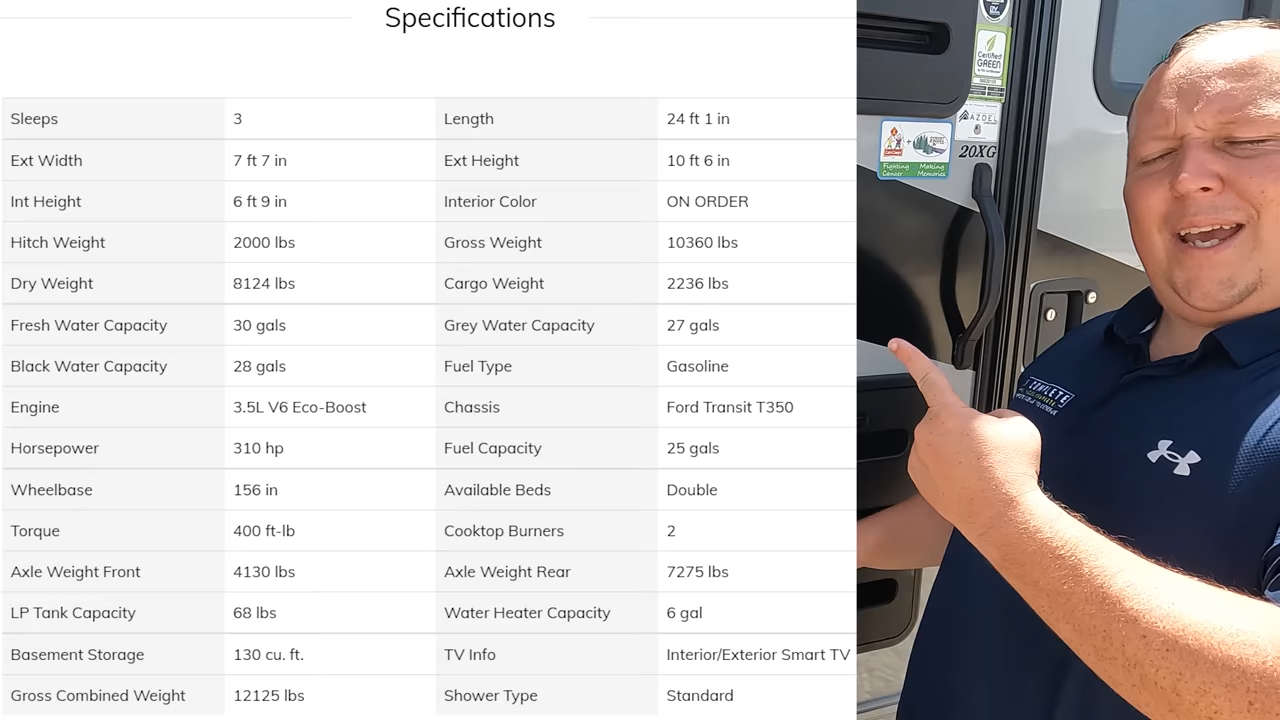 Specifications
Sleeps 3 Length 24 ft 1 in
Ext Width 7 ft 7 in Ext Height 10 ft 6 in
Int Height 6 ft 9 in Interior Color ON ORDER
Hitch Weight 2000 lbs Gross Weight 10360 lbs
Dry Weight 8124 lbs Cargo Weight 2236 lbs
Fresh Water Capacity 30 gals Grey Water Capacity 27 gals
Black Water Capacity 28 gals Fuel Type Gasoline
Engine 3.5L V6 Eco-Boost Chassis Ford Transit T350
Horsepower 310 hp Fuel Capacity 25 gals
Wheelbase 156 in Available Beds Double
Torque 400 ft-lb Cooktop Burners 2
Axle Weight Front 4130 lbs Axle Weight Rear 7275 lbs
LP Tank Capacity 68 lbs Water Heater Capacity 6 gal
Basement Storage 130 cu. ft. TV Info Interior/Exterior Smart TV
Gross Combined Weight 12125 lbs Shower Type Standard
Certified
GREEN
AZDEL
20XG
Fighting Making
Cancer Memories